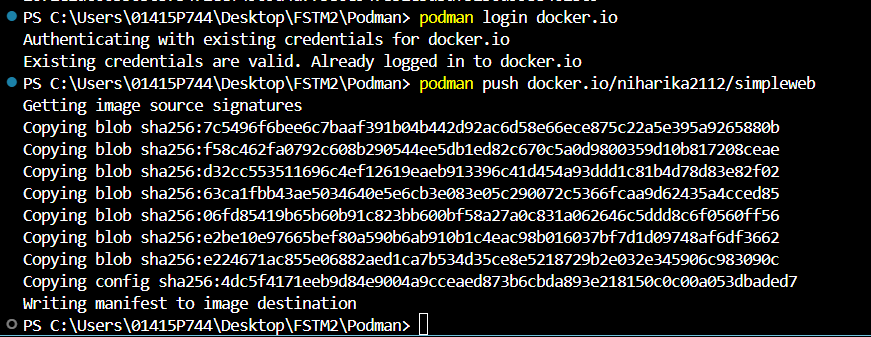 PS C:\Users\01415P744\Desktop\FSTM2\Podman> podman login docker.io
Authenticating with existing credentials for docker.io
Existing credentials are valid. Already logged in to docker.io
PS C:\Users\01415P744\Desktop\FSTM2\Podman> podman push docker.io/niharika2112/simpleweb
Getting image source signatures
Copying blob sha256:7c5496f6bee6c7baaf391b04b442d92ac6d58e66ece875c22a5e395a9265880b
Copying blob sha256:f58c462fa0792c608b290544ee5db1ed82c670c5a0d9800359d10b817208ceae
Copying blob sha256:d32cc553511696c4ef12619eaeb913396c41d454a93ddd1c81b4d78d83e82f02
Copying blob sha256:63ca1fbb43ae5034640e5e6cb3e083e05c290072c5366fcaa9d62435a4cced85
Copying blob sha256:06fd85419b65b60b91c823bb600bf58a27a0c831a062646c5ddd8c6f0560ff56
Copying blob sha256:e2be10e97665bef80a590b6ab910b1c4eac98b016037bf7d1d09748af6df3662
Copying blob sha256:e224671ac855e06882aed1ca7b534d35ce8e5218729b2e032e345906c983090c
Copying config sha256:4dc5f4171eeb9d84e9004a9cceaed873b6cbda893e218150c0c00a053dbaded7
Writing manifest to image destination
PS C:\Users\01415P744\Desktop\FSTM2\Podman>